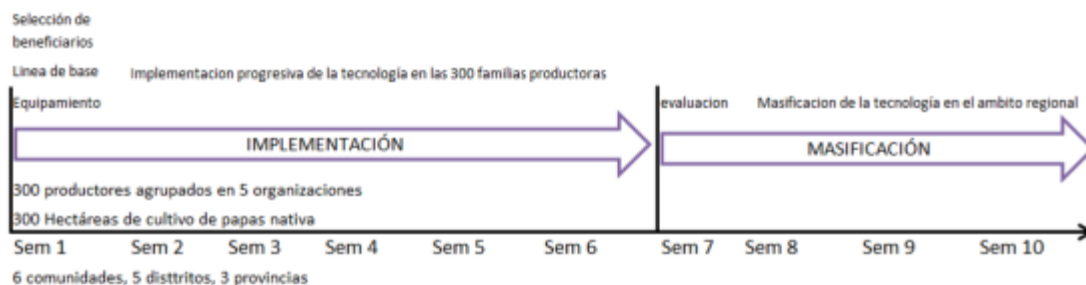 Selección de
beneficiarios
Linea de base Implementacion progresiva de la tecnología en las 300 familias productoras
Equipamiento evaluacion Masificacion de la tecnología en el ambito regional
IMPLEMENTACIÓN MASIFICACIÓN
300 productores agrupados en 5 organizaciones
300 Hectáreas de cultivo de papas nativa
Sem 1 Sem 2 Sem 3 Sem 4 Sem 5 Sem 6 Sem 7 Sem 8 Sem 9 Sem 10
6 comunidades, 5 disttritos, 3 provincias